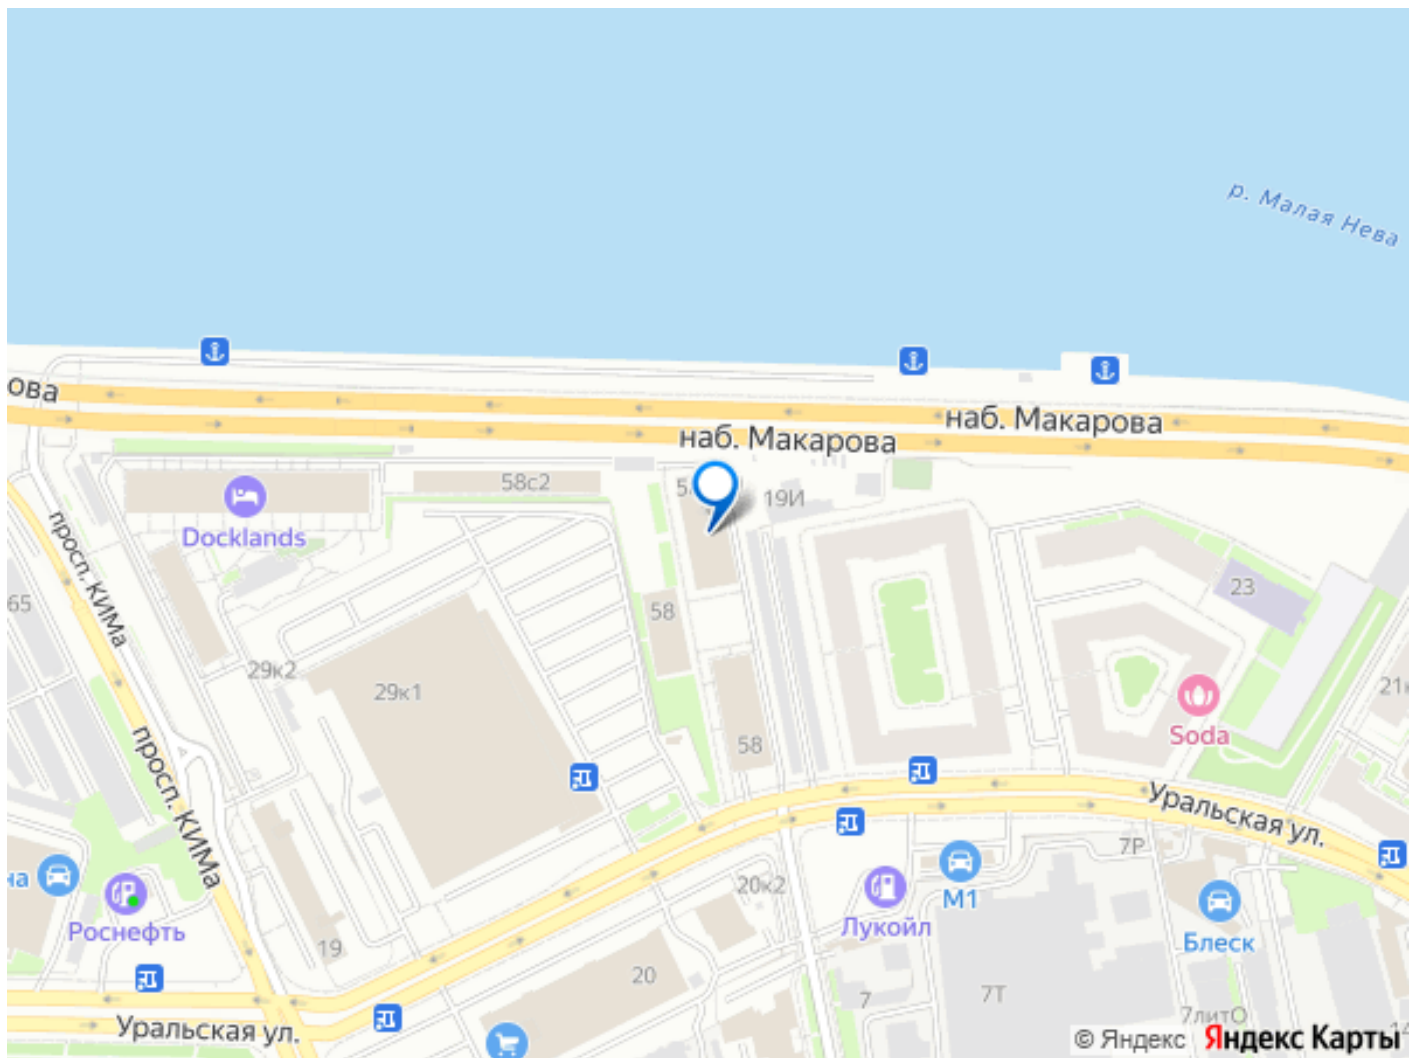 р. Малая Нева
ова
наб. Макарова
наб. Макарова
58с2
19И
Docklands
просп. КИМа
65
58
23
29к2
29к1
21
Soda
58
просп. КИМа
Уральская ул.
7Р
на
20к2
М1
Роснефть
Лукойл
Блеск
19
20
7
7Т
7литО
Уральская ул.
© Яндекс Яндекс Карты